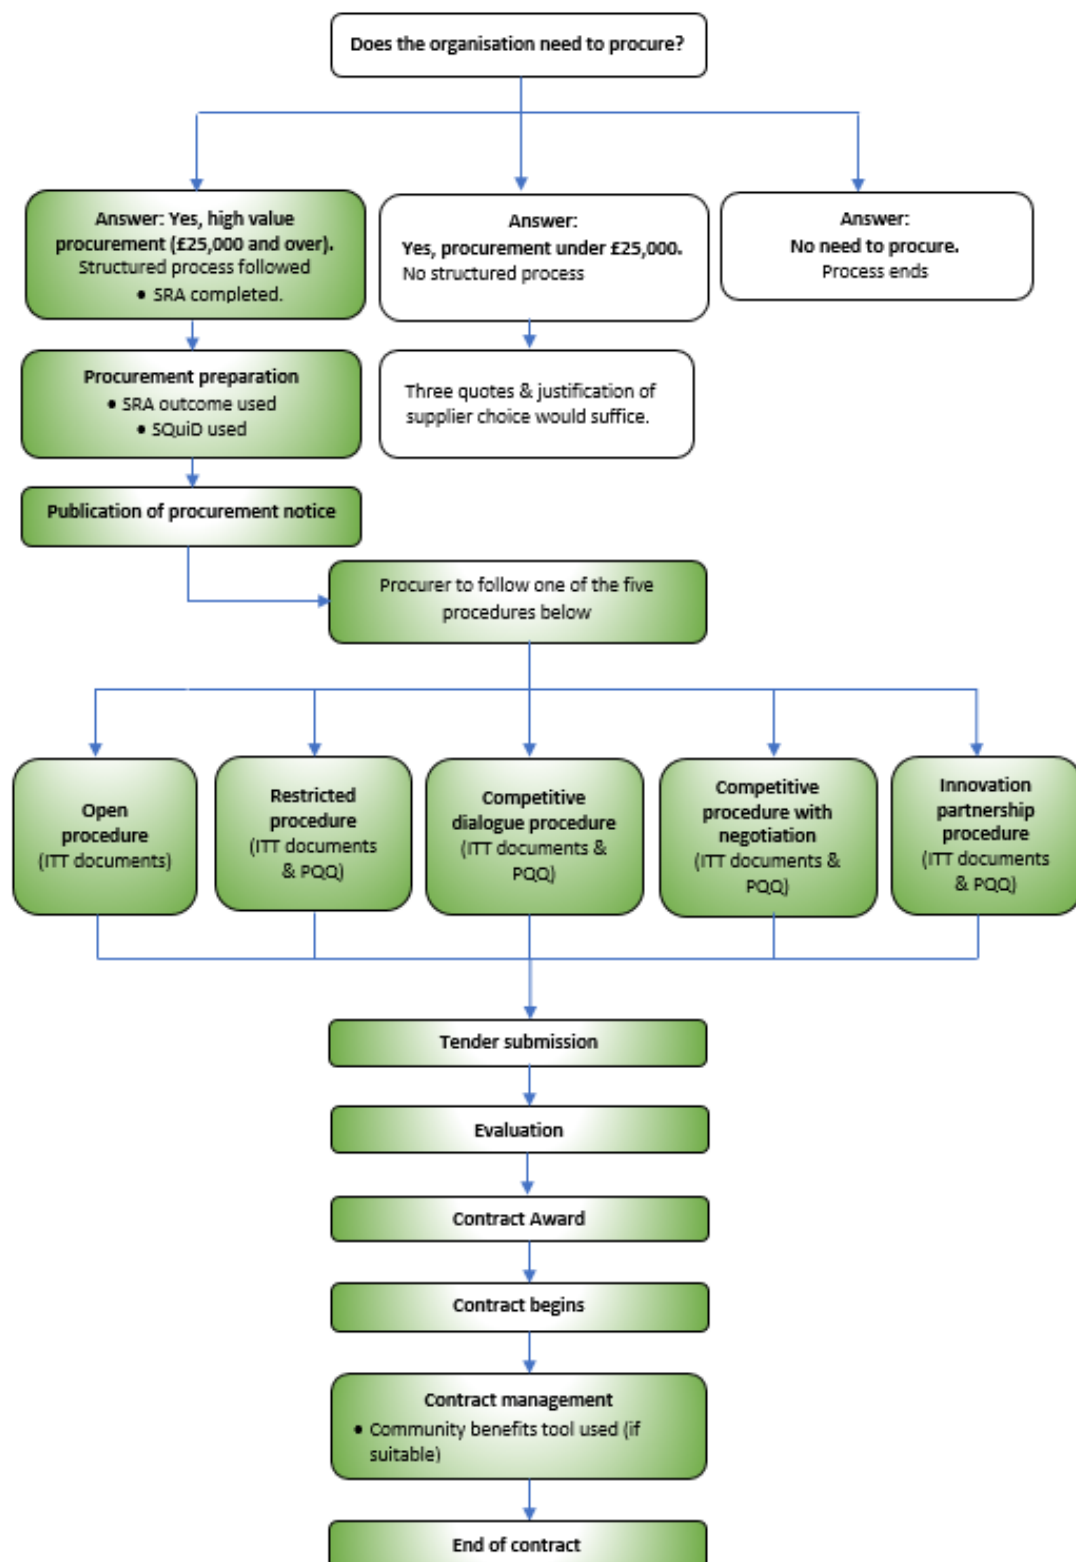 Does the organisation need to procure?
Answer: Yes, high value
procurement (£25,000 and over).
Structured process followed
• SRA completed.
Answer:
Yes, procurement under £25,000.
No structured process
Answer:
No need to procure.
Process ends
Procurement preparation
• SRA outcome used
• SQuiD used
Three quotes & justification of
supplier choice would suffice.
Publication of procurement notice
Procurer to follow one of the five
procedures below
Open
procedure
(ITT documents)
Restricted
procedure
(ITT documents
& PQQ)
Competitive
dialogue procedure
(ITT documents &
PQQ)
Competitive
procedure with
negotiation
(ITT documents &
PQQ)
Innovation
partnership
procedure
(ITT documents
& PQQ)
Tender submission
Evaluation
Contract Award
Contract begins
Contract management
• Community benefits tool used (if
suitable)
End of contract